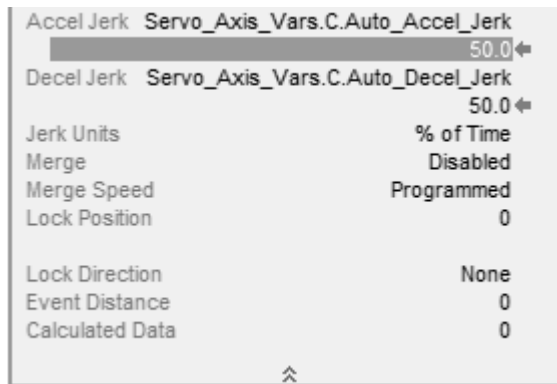 Accel Jerk Servo_Axis_Vars.C.Auto_Accel_Jerk
50.0
Decel Jerk Servo_Axis_Vars.C.Auto_Decel_Jerk
50.0
Jerk Units % of Time
Merge Disabled
Merge Speed Programmed
Lock Position 0
Lock Direction None
Event Distance 0
Calculated Data 0